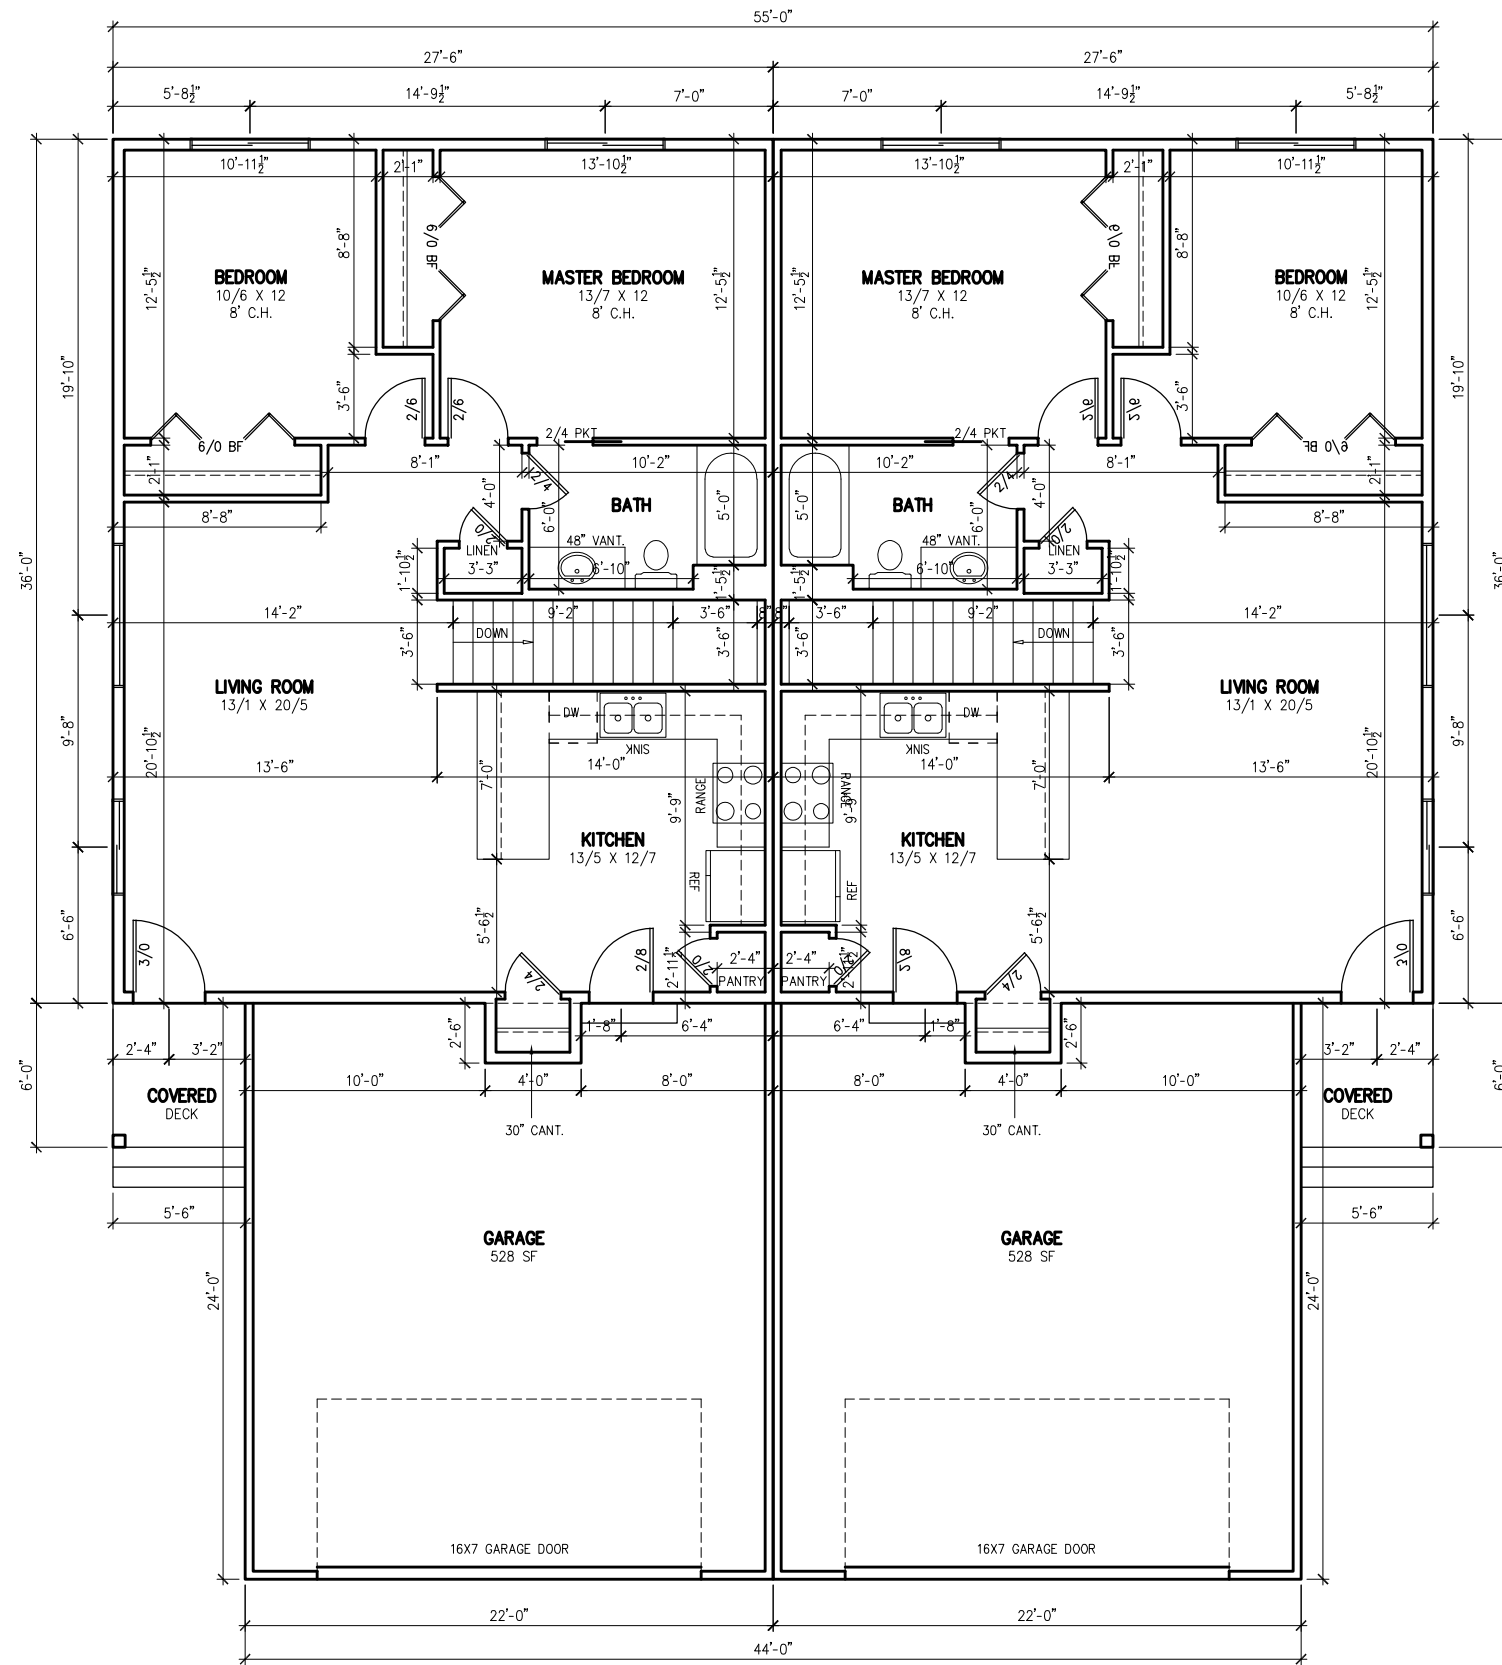 55'-0"
27'-6" 27'-6"
5'-8½" 14'-9½" 7'-0" 7'-0" 14'-9½" 5'-8½"
10'-11½" 2'-1" 13'-10½" 13'-10½" 2'-1" 10'-11½"
8'-8" 6/0 BF 6/0 BF 8'-8"
12'-5½" 12'-5½" 12'-5½" 12'-5½"
BEDROOM MASTER BEDROOM MASTER BEDROOM BEDROOM
10/6 X 12 13/7 X 12 13/7 X 12 10/6 X 12
8' C.H. 8' C.H. 8' C.H. 8' C.H.
19'-10" 19'-10"
3'-6" 2/6 2/6 2/6 2/6 3'-6"
6/0 BF 2/4 PKT 2/4 PKT 6/0 BF
2'-1" 8'-1" 10'-2" 10'-2" 8'-1" 2'-1"
4'-0" 2/4 2/4 4'-0"
BATH BATH
8'-8" 6'-0" 5'-0" 5'-0" 6'-0" 8'-8"
2/0 48" VANT. 48" VANT. 2/0
LINEN LINEN
36'-0" 1'-10½" 3'-3" 6'-10" 1'-5½" 1'-5½" 6'-10" 3'-3" 1'-10½" 36'-0"
14'-2" 9'-2" 3'-6" 8" 8" 3'-6" 9'-2" 14'-2"
3'-6" DOWN 3'-6" 3'-6" DOWN 3'-6"
LIVING ROOM LIVING ROOM
13/1 X 20/5 13/1 X 20/5
DW DW
9'-8" 20'-10½" SINK SINK 20'-10½" 9'-8"
13'-6" 7'-0" 14'-0" 14'-0" 7'-0" 13'-6"
9'-9" RANGE RANGE 9'-9"
KITCHEN KITCHEN
13/5 X 12/7 13/5 X 12/7
REF REF
6'-6" 5'-6½" 5'-6½" 6'-6"
3/0 2/8 2/8 3/0
2/4 2'-11½" 2/0 2'-4" 2'-4" 2/0 2/4
PANTRY PANTRY
2'-6" 1'-8" 6'-4" 6'-4" 1'-8" 2'-6"
2'-4" 3'-2" 3'-2" 2'-4"
6'-0" 10'-0" 4'-0" 8'-0" 8'-0" 4'-0" 10'-0" 6'-0"
COVERED COVERED
DECK DECK
30" CANT. 30" CANT.
5'-6" 5'-6"
GARAGE GARAGE
528 SF 528 SF
24'-0" 24'-0"
16X7 GARAGE DOOR 16X7 GARAGE DOOR
22'-0" 22'-0"
44'-0"